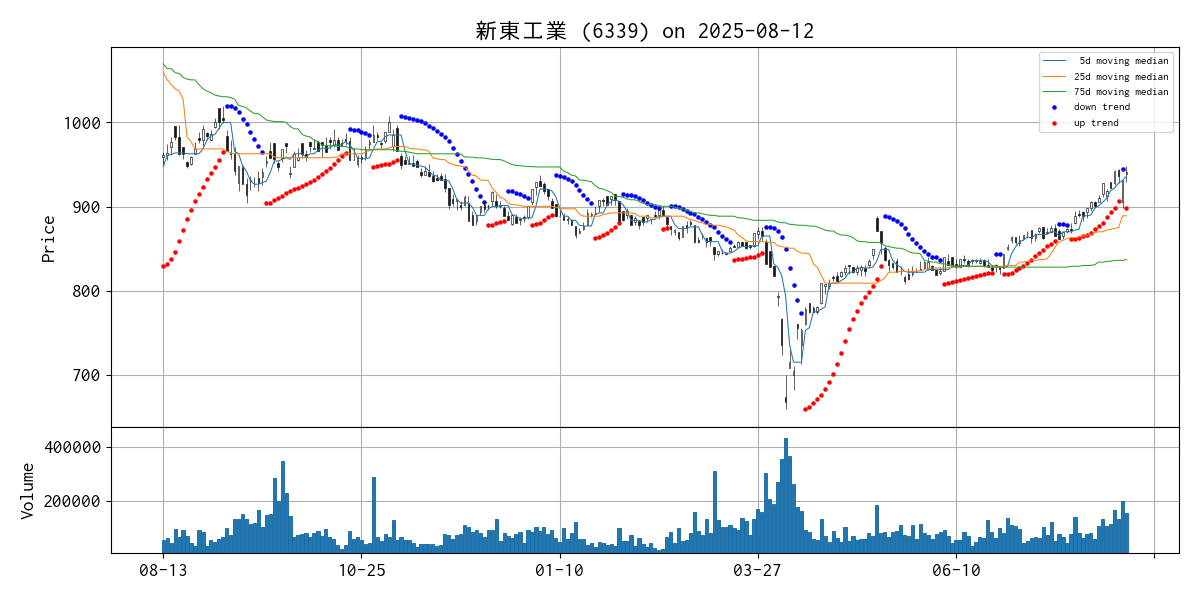 新東工業 (6339) on 2025-08-12
5d moving median
25d moving median
75d moving median
down trend
up trend
Price
1000
900
800
700
Volume
400000
200000
08-13 10-25 01-10 03-27 06-10